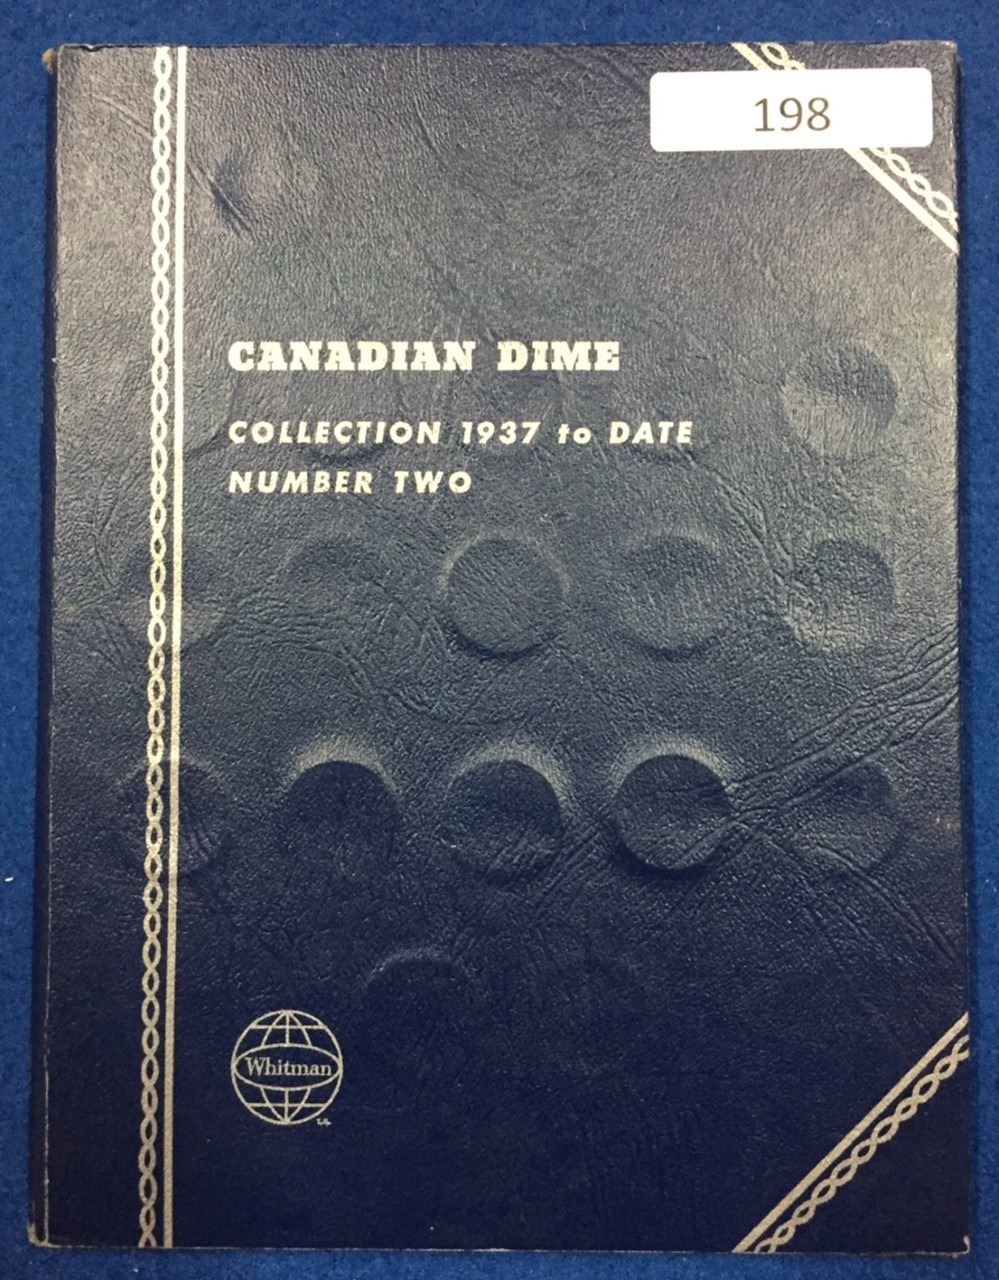 198
CANADIAN DIME
COLLECTION 1937 to DATE
NUMBER TWO
Whitman